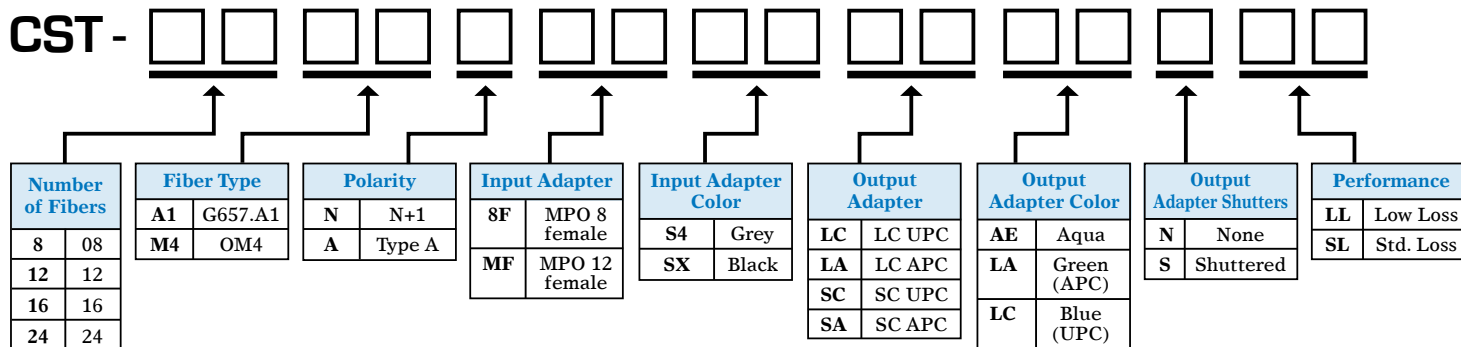 CST-
Number
of Fibers
8 08
12 12
16 16
24 24
Fiber Type
A1 G657.A1
M4 OM4
Polarity
N N+1
A Type A
Input Adapter
8F MPO 8
female
MF MPO 12
female
Input Adapter
Color
S4 Grey
SX Black
Output
Adapter
LC LC UPC
LA LC APC
SC SC UPC
SA SC APC
Output
Adapter Color
AE Aqua
LA Green
(APC)
LC Blue
(UPC)
Output
Adapter Shutters
N None
S Shuttered
Performance
LL Low Loss
SL Std. Loss